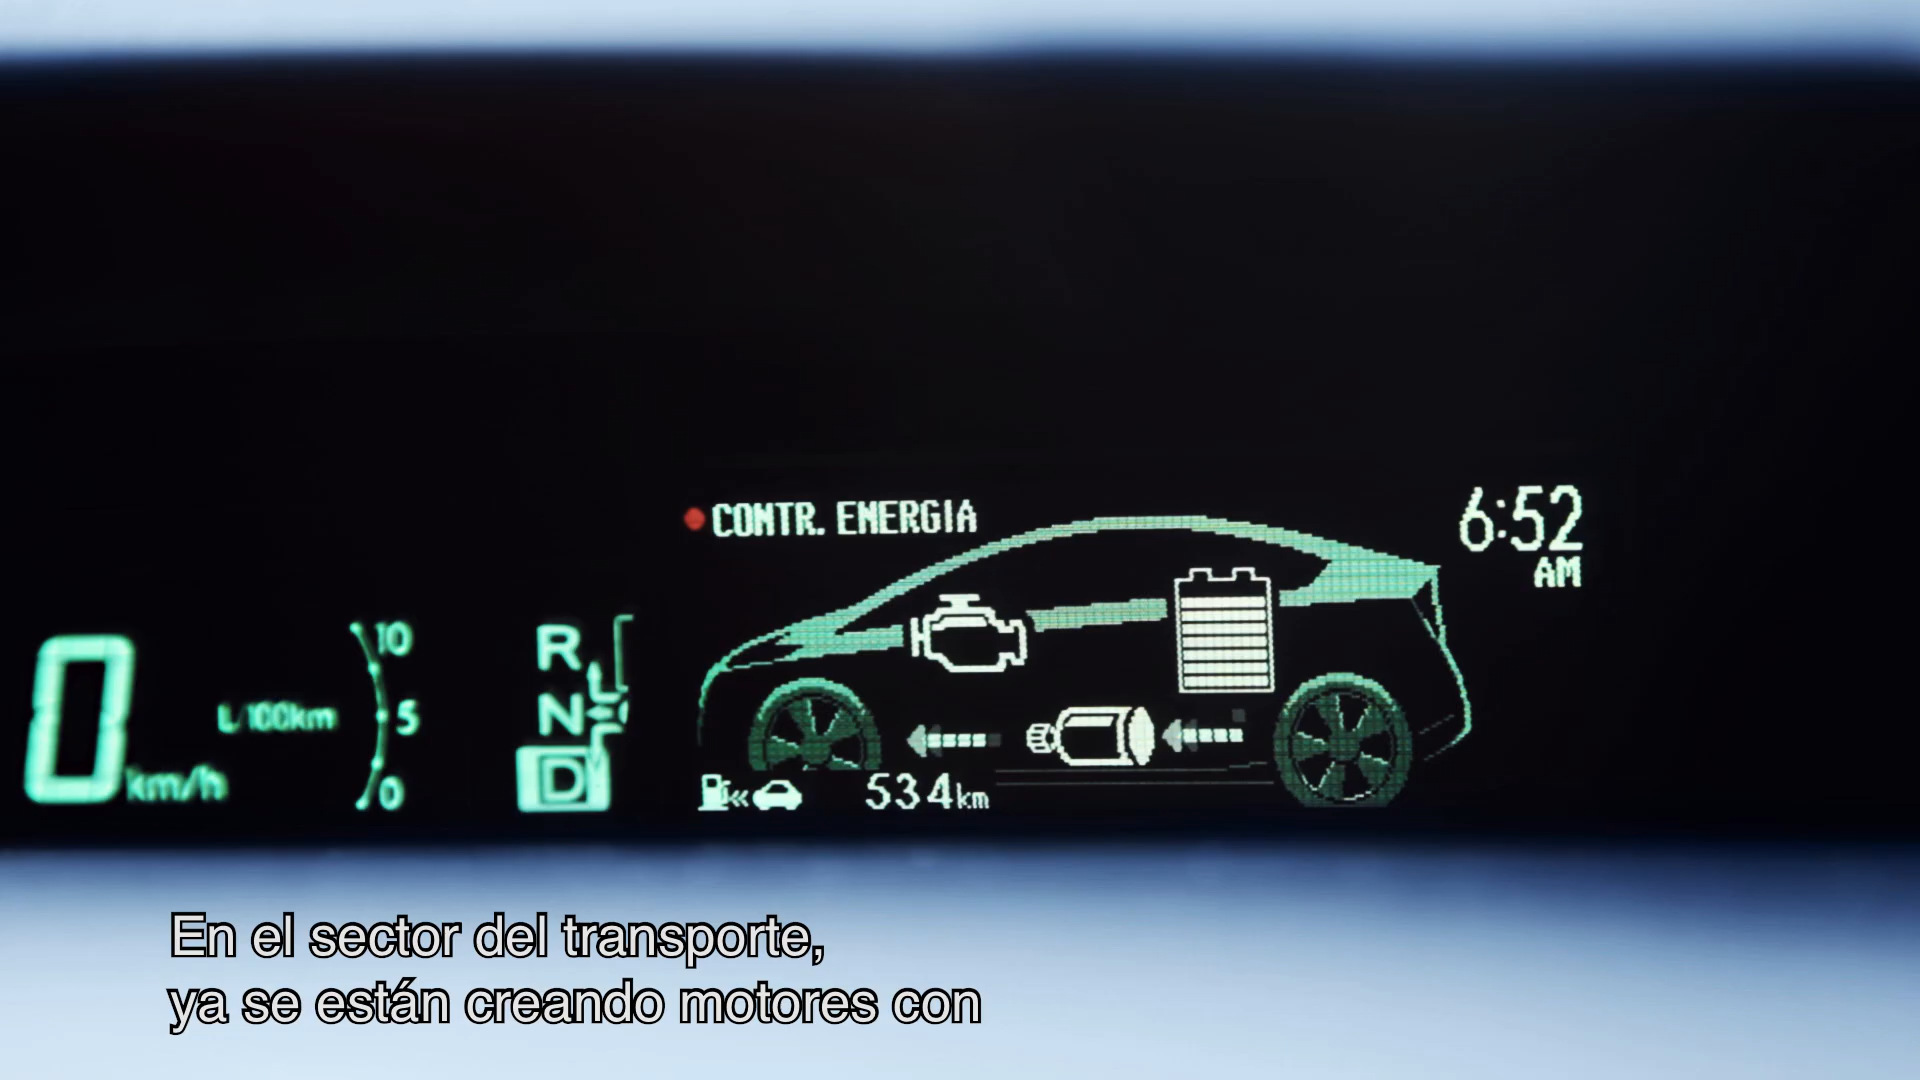 CONTR. ENERGIA
6:52
AM
0
km/h
L/100km
10
5
0
R
N
D
534km
En el sector del transporte,
ya se están creando motores con